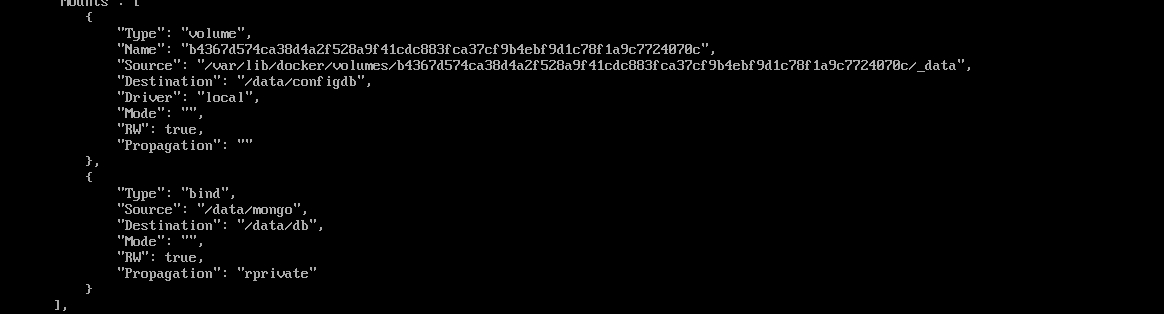 "Mounts": [
{
"Type": "volume",
"Name": "b4367d574ca38d4a2f528a9f41cdc883fca37cf9b4ebf9d1c78f1a9c7724070c",
"Source": "/var/lib/docker/volumes/b4367d574ca38d4a2f528a9f41cdc883fca37cf9b4ebf9d1c78f1a9c7724070c/_data",
"Destination": "/data/configdb",
"Driver": "local",
"Mode": "",
"RW": true,
"Propagation": ""
},
{
"Type": "bind",
"Source": "/data/mongo",
"Destination": "/data/db",
"Mode": "",
"RW": true,
"Propagation": "rprivate"
}
],